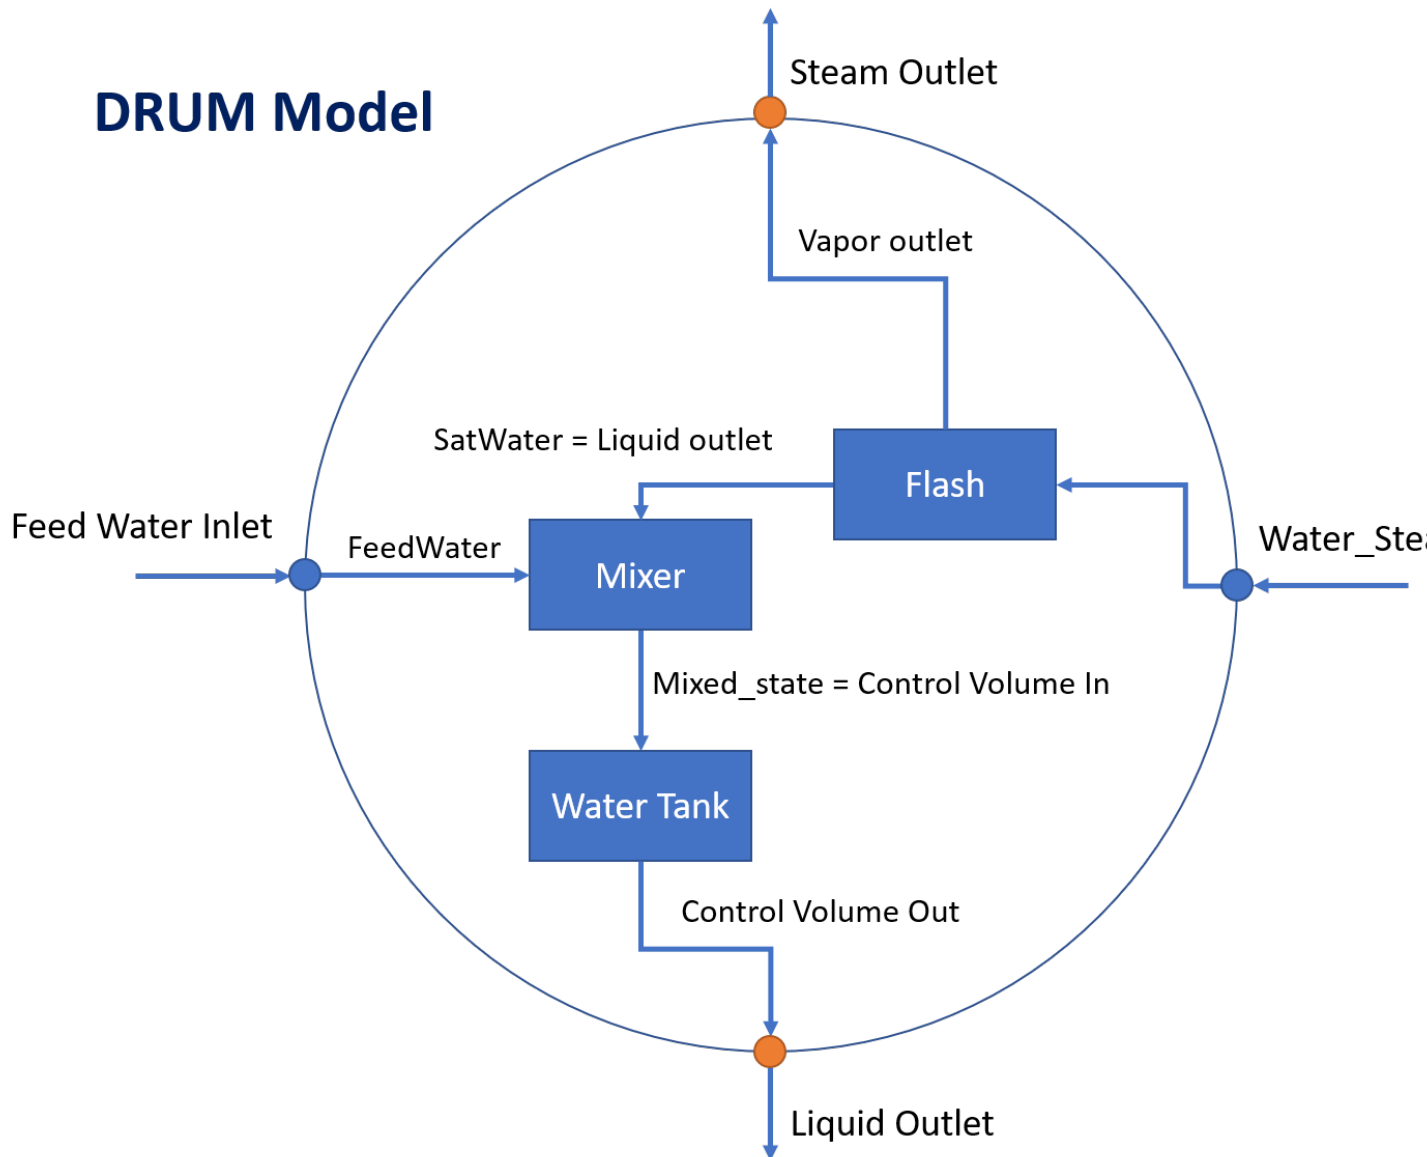 Steam Outlet
DRUM Model
Vapor outlet
SatWater = Liquid outlet
Flash
Feed Water Inlet
FeedWater
Mixer
Mixed_state = Control Volume In
Water Tank
Control Volume Out
Liquid Outlet